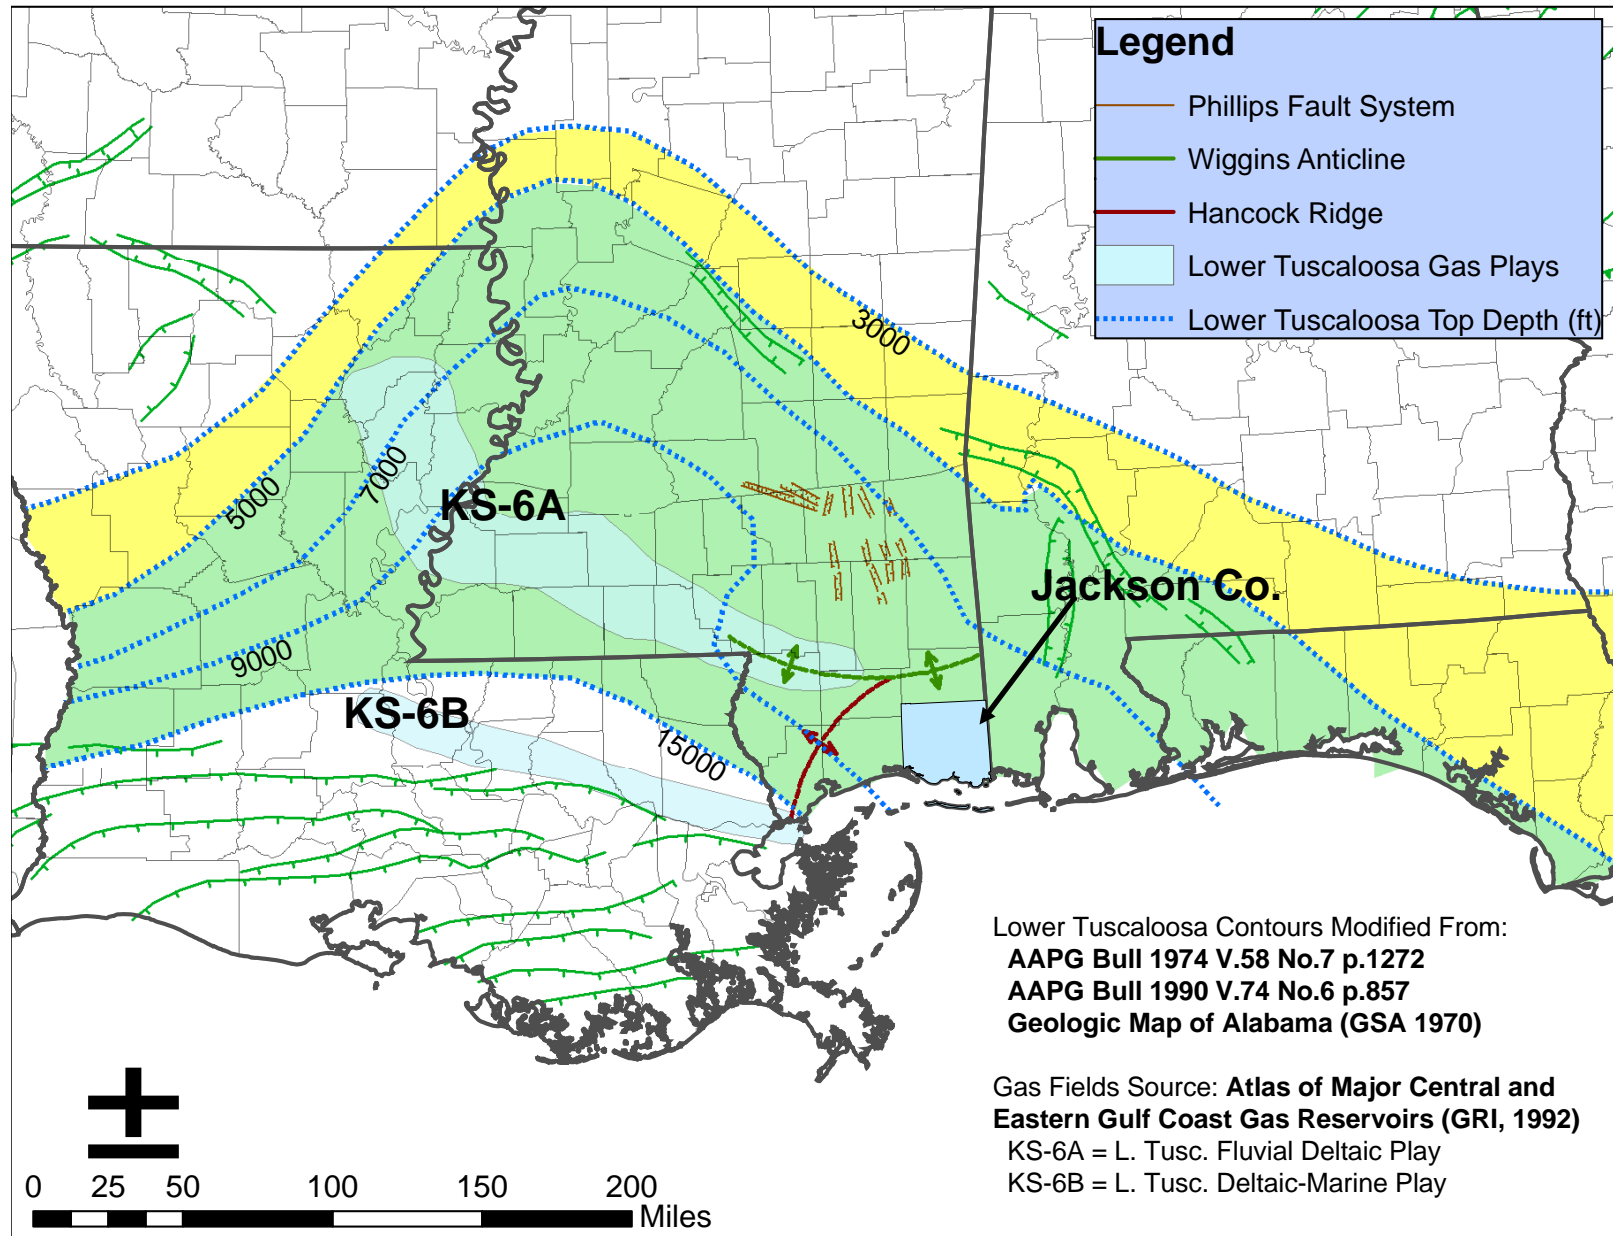 Legend
Phillips Fault System
Wiggins Anticline
Hancock Ridge
Lower Tuscaloosa Gas Plays
Lower Tuscaloosa Top Depth (ft)
3000
5000
7000
KS-6A
Jackson Co.
9000
KS-6B
15000
Lower Tuscaloosa Contours Modified From:
AAPG Bull 1974 V.58 No.7 p.1272
AAPG Bull 1990 V.74 No.6 p.857
Geologic Map of Alabama (GSA 1970)
Gas Fields Source: Atlas of Major Central and
Eastern Gulf Coast Gas Reservoirs (GRI, 1992)
KS-6A = L. Tusc. Fluvial Deltaic Play
KS-6B = L. Tusc. Deltaic-Marine Play
0 25 50 100 150 200
Miles